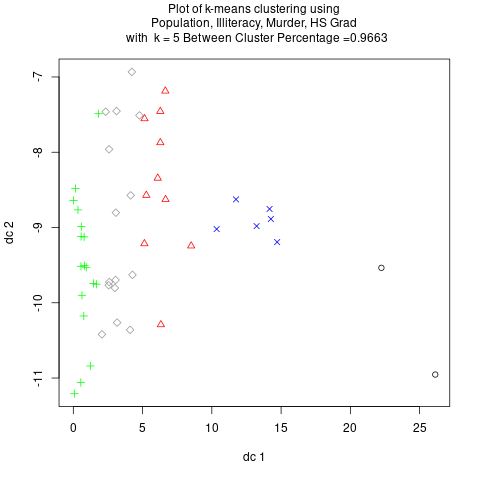 Plot of k-means clustering using
Population, Illiteracy, Murder, HS Grad
with k = 5 Between Cluster Percentage =0.9663
-7
-8
-9
-10
-11
dc 2
0 5 10 15 20 25
dc 1